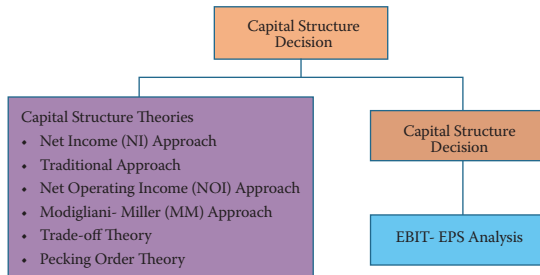 Capital Structure
Decision
Capital Structure Theories
• Net Income (NI) Approach
• Traditional Approach
• Net Operating Income (NOI) Approach
• Modigliani- Miller (MM) Approach
• Trade-off Theory
• Pecking Order Theory
Capital Structure
Decision
EBIT- EPS Analysis